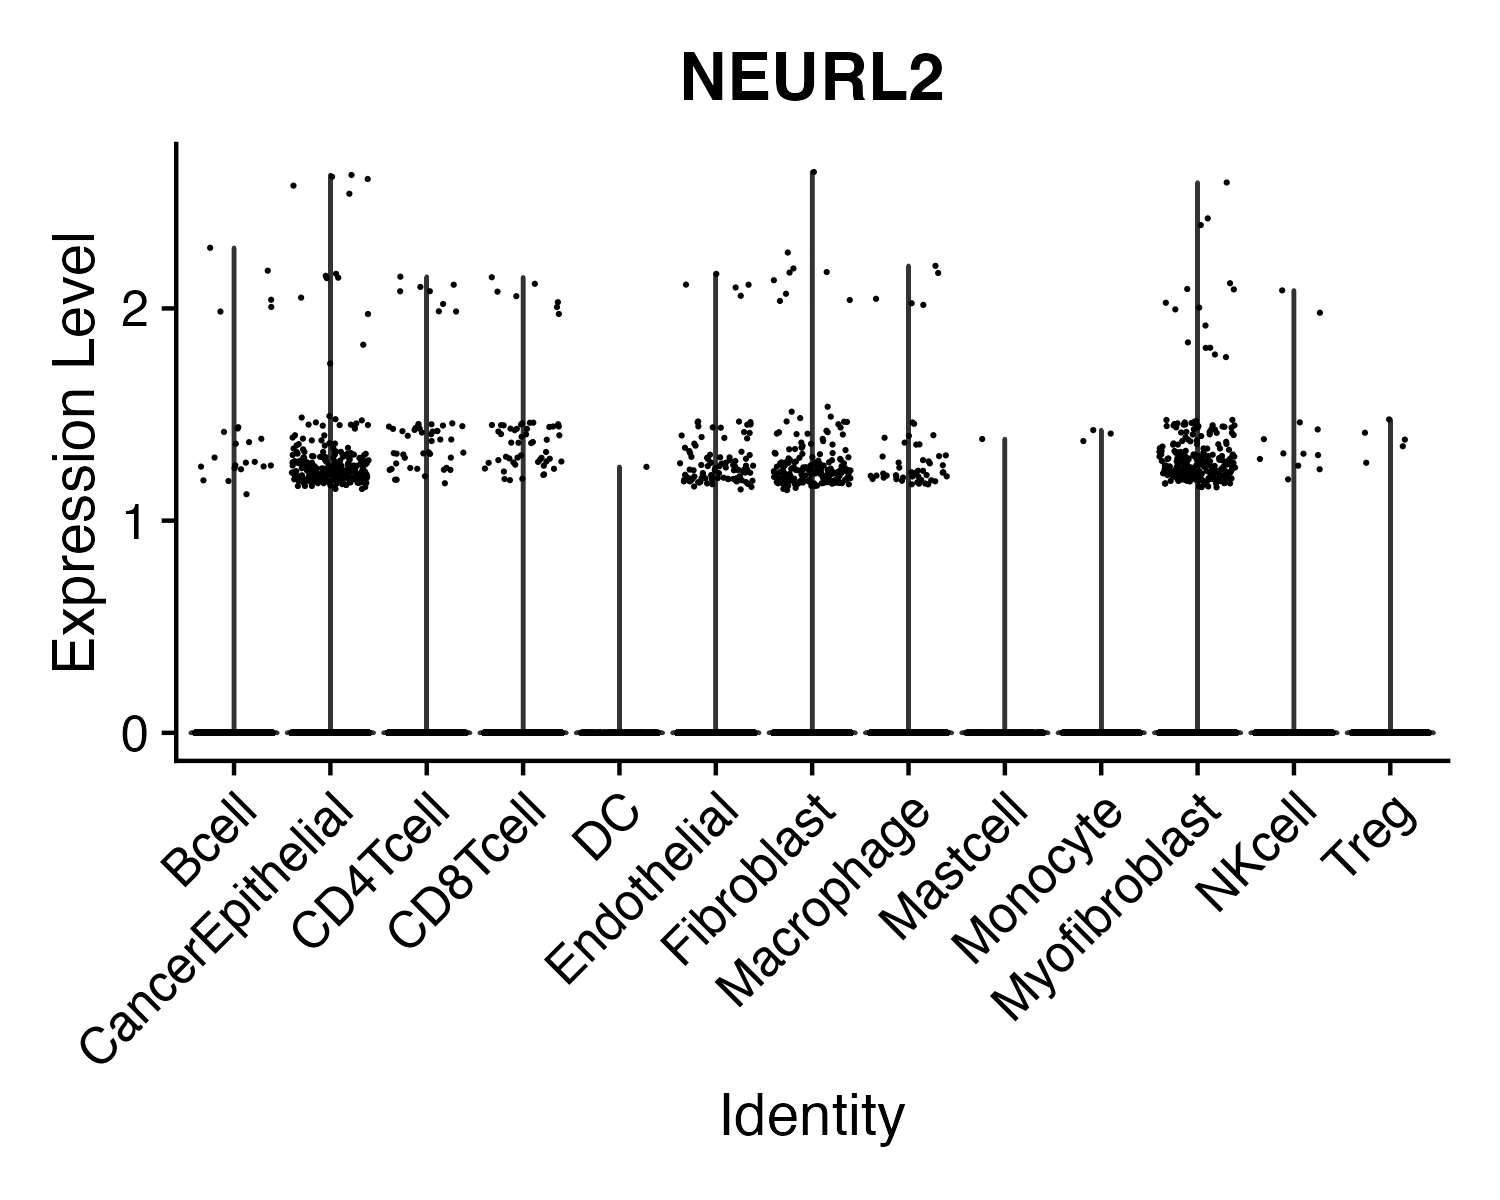 NEURL2
Expression Level
2
1
0
Bcell
CancerEpithelial
CD4Tcell
CD8Tcell
DC
Endothelial
Fibroblast
Macrophage
Mastcell
Monocyte
Myofibroblast
NKcell
Treg
Identity